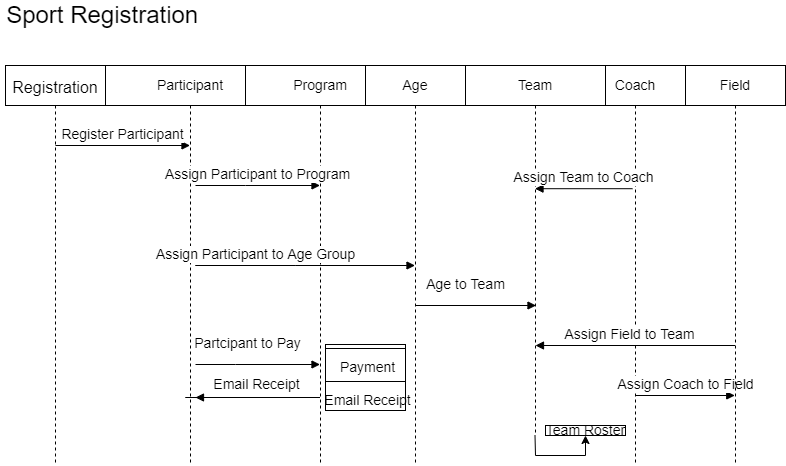 Sport Registration
Registration
Participant
Program
Age
Team
Coach
Field
Register Participant
Assign Participant to Program
Assign Team to Coach
Assign Participant to Age Group
Age to Team
Assign Field to Team
Partcipant to Pay
Payment
Email Receipt
Assign Coach to Field
Email Receipt
Team Roster